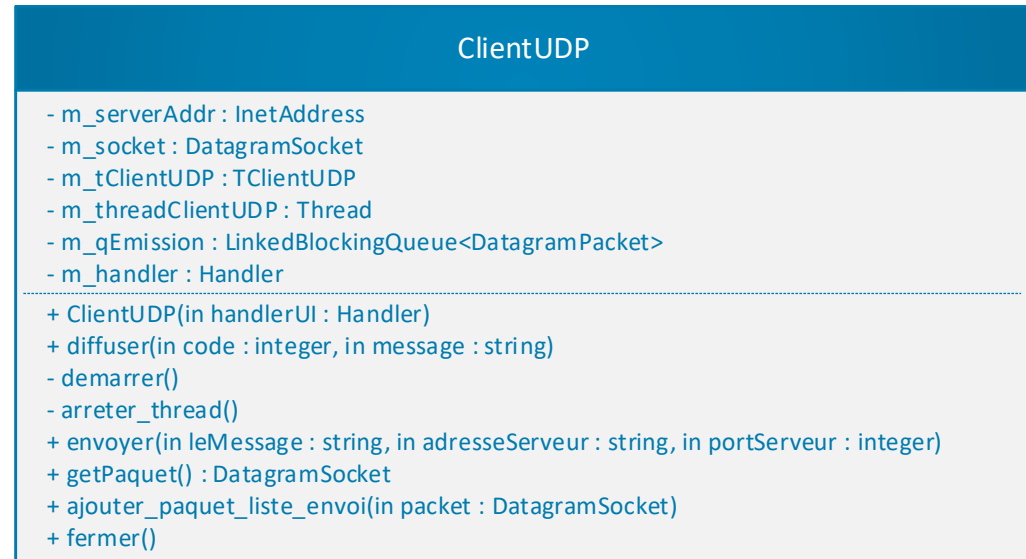 ClientUDP
- m_serverAddr : InetAddress
- m_socket : DatagramSocket
- m_tClientUDP : TClientUDP
- m_threadClientUDP : Thread
- m_qEmission : LinkedBlockingQueue<DatagramPacket>
- m_handler : Handler
+ ClientUDP(in handlerUI : Handler)
+ diffuser(in code : integer, in message : string)
- demarrer()
- arreter_thread()
+ envoyer(in leMessage : string, in adresseServeur : string, in portServeur : integer)
+ getPaquet() : DatagramSocket
+ ajouter_paquet_liste_envoi(in packet : DatagramSocket)
+ fermer()